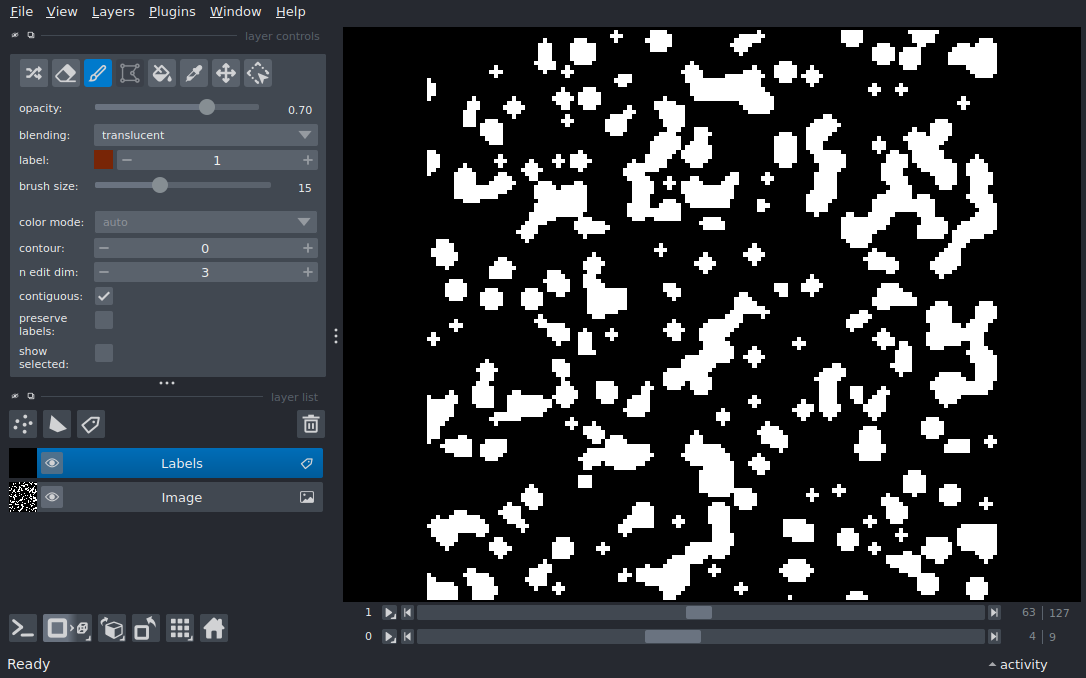 File View Layers Plugins Window Help
layer controls
opacity: 0.70
blending: translucent
label: 1
brush size: 15
color mode: auto
contour: 0
n edit dim: 3
contiguous:
preserve
labels:
show
selected:
layer list
Labels
Image
1 63 127
0 4 9
Ready activity